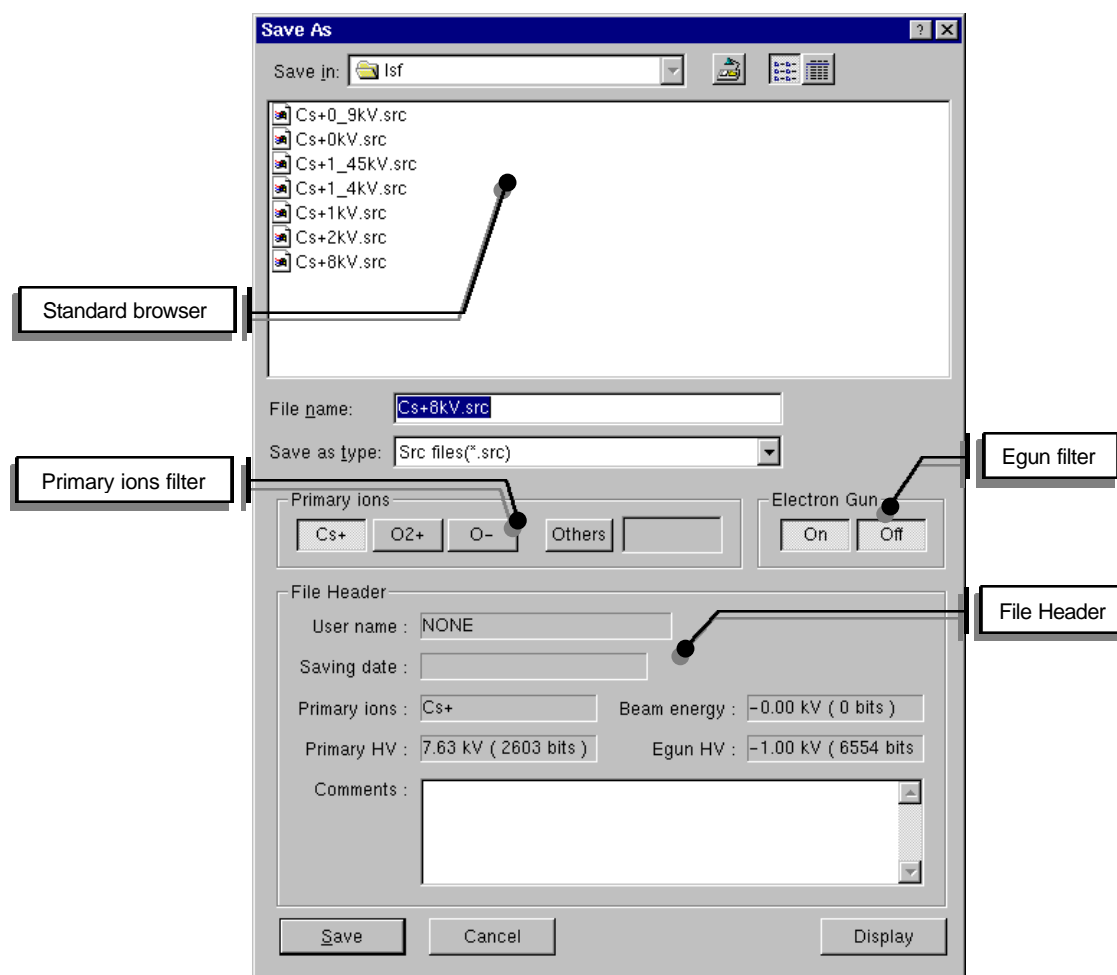 Save As
Save in: lsf
Cs+0_9kV.src
Cs+0kV.src
Cs+1_45kV.src
Cs+1_4kV.src
Cs+1kV.src
Cs+2kV.src
Cs+8kV.src
Standard browser
File name: Cs+8kV.src
Save as type: Src files(*.src)
Egun filter
Primary ions filter
Primary ions
Electron Gun
Cs+ O2+ O- Others
On Off
File Header
File Header
User name : NONE
Saving date :
Primary ions : Cs+ Beam energy : -0.00 kV ( 0 bits )
Primary HV : 7.63 kV ( 2603 bits ) Egun HV : -1.00 kV ( 6554 bits
Comments :
Save Cancel Display